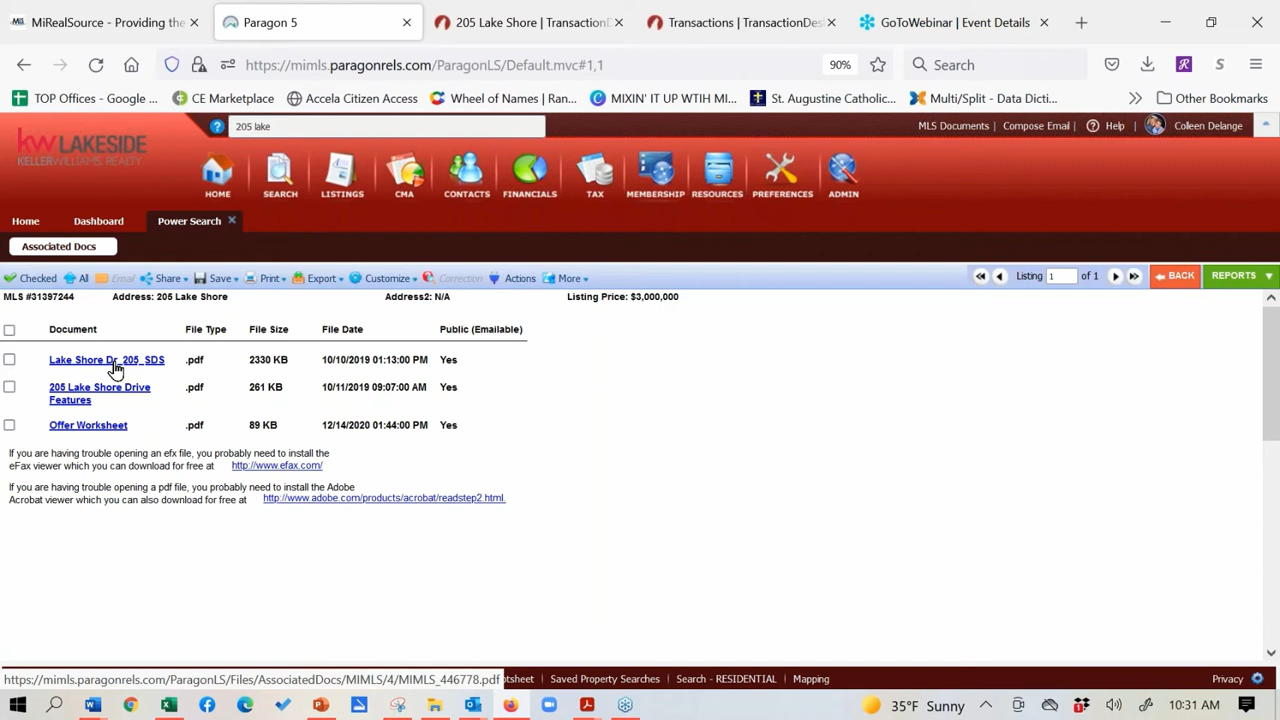 MiRealSource - Providing the
Paragon 5
205 Lake Shore | TransactionD
Transactions | TransactionDes
GoToWebinar | Event Details
https://mimls.paragonrels.com/ParagonLS/Default.mvc#1,1
90%
Search
TOP Offices - Google ...
CE Marketplace
Accela Citizen Access
Wheel of Names | Ran...
MIXIN' IT UP WTIH MI...
St. Augustine Catholic...
Multi/Split - Data Dicti...
Other Bookmarks
kw LAKESIDE
KELLERWILLIAMS REALTY
205 lake
MLS Documents
Compose Email
Help
Colleen Delange
HOME
SEARCH
LISTINGS
CMA
CONTACTS
FINANCIALS
TAX
MEMBERSHIP
RESOURCES
PREFERENCES
ADMIN
Home
Dashboard
Power Search
Associated Docs
Checked
All
Email
Share
Save
Print
Export
Customize
Correction
Actions
More
Listing 1 of 1
BACK
REPORTS
MLS #31397244 Address: 205 Lake Shore Address2: N/A Listing Price: $3,000,000
Document File Type File Size File Date Public (Emailable)
Lake Shore Dr_205_SDS .pdf 2330 KB 10/10/2019 01:13:00 PM Yes
205 Lake Shore Drive .pdf 261 KB 10/11/2019 09:07:00 AM Yes
Features
Offer Worksheet .pdf 89 KB 12/14/2020 01:44:00 PM Yes
If you are having trouble opening an efx file, you probably need to install the
eFax viewer which you can download for free at http://www.efax.com/
If you are having trouble opening a pdf file, you probably need to install the Adobe
Acrobat viewer which you can also download for free at http://www.adobe.com/products/acrobat/readstep2.html.
https://mimls.paragonrels.com/ParagonLS/Files/AssociatedDocs/MIMLS/4/MIMLS_446778.pdf
otsheet
Saved Property Searches
Search - RESIDENTIAL
Mapping
Privacy
35°F Sunny
10:31 AM